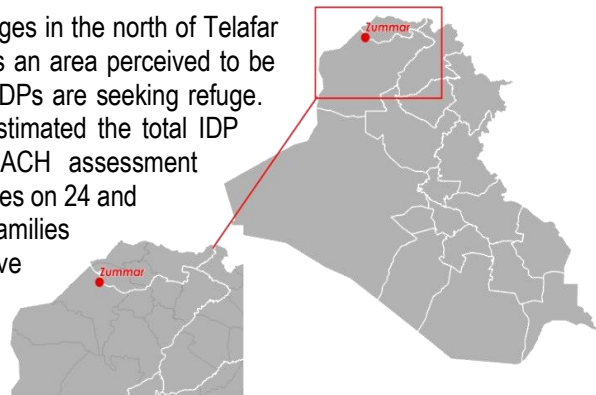 ges in the north of Telafar
s an area perceived to be
DPs are seeking refuge.
stimated the total IDP
ACH assessment
es on 24 and
amilies
ve
Zummar
Zummar